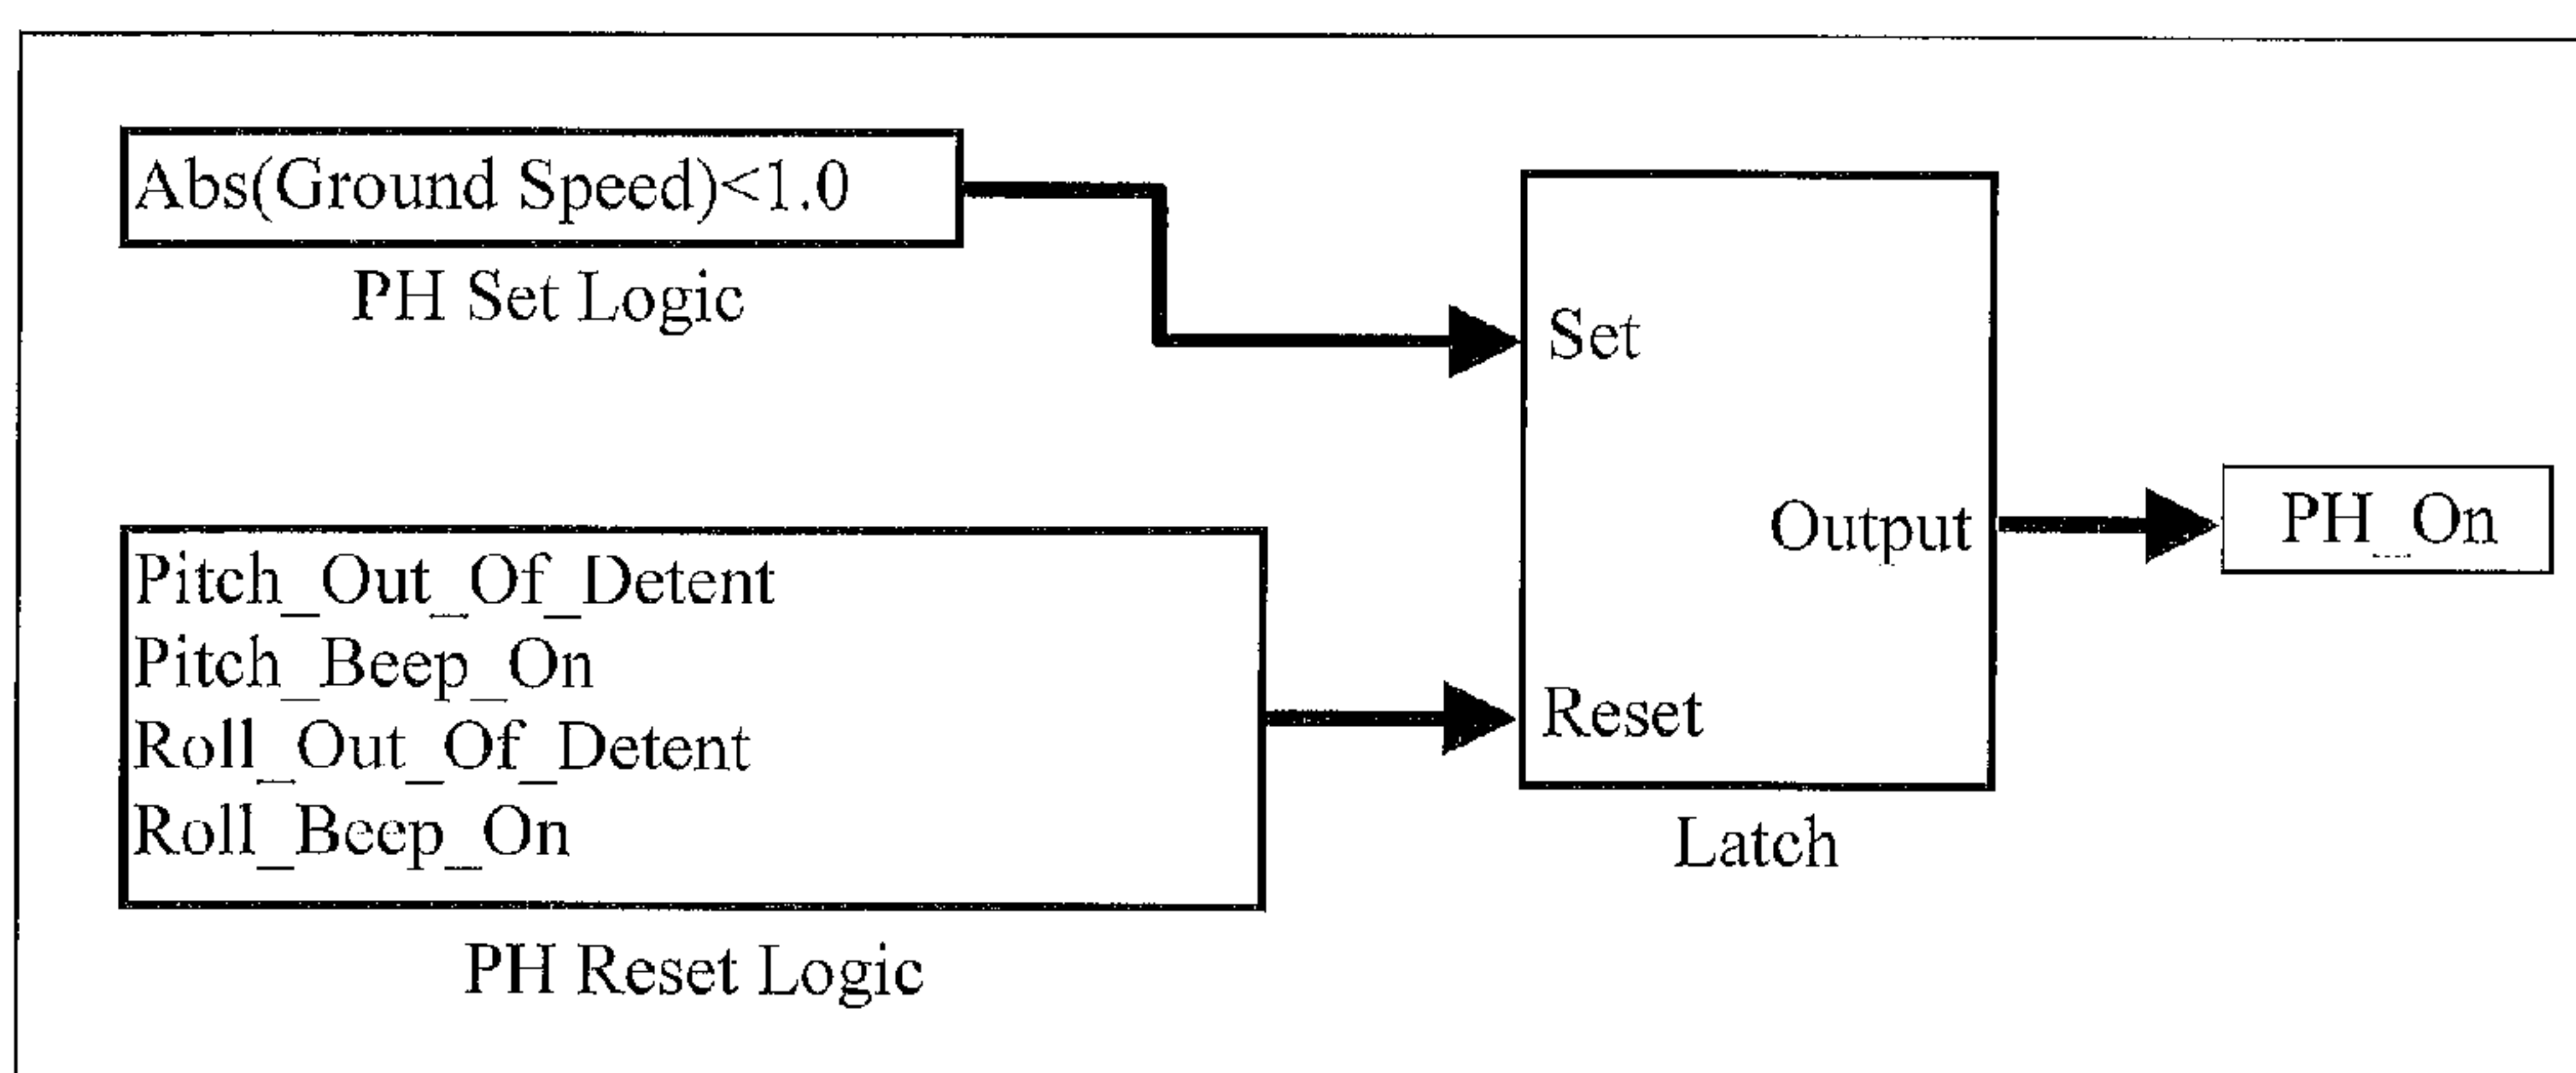 Abs(Ground Speed)<1.0
PH Set Logic
Set
Output
PH_On
Pitch_Out_Of_Detent
Pitch_Beep_On
Roll_Out_Of_Detent
Roll_Beep_On
Reset
Latch
PH Reset Logic